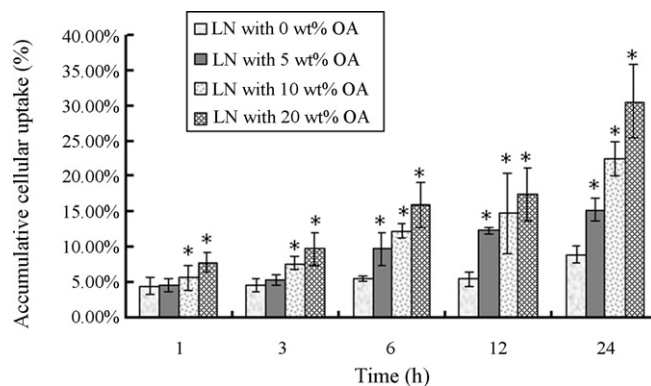 Accumulative cellular uptake (%)
40.00%
35.00%
30.00%
25.00%
20.00%
15.00%
10.00%
5.00%
0.00%
LN with 0 wt% OA
LN with 5 wt% OA
LN with 10 wt% OA
LN with 20 wt% OA
* *
* *
* * *
* * *
* * *
1 3 6 12 24
Time (h)